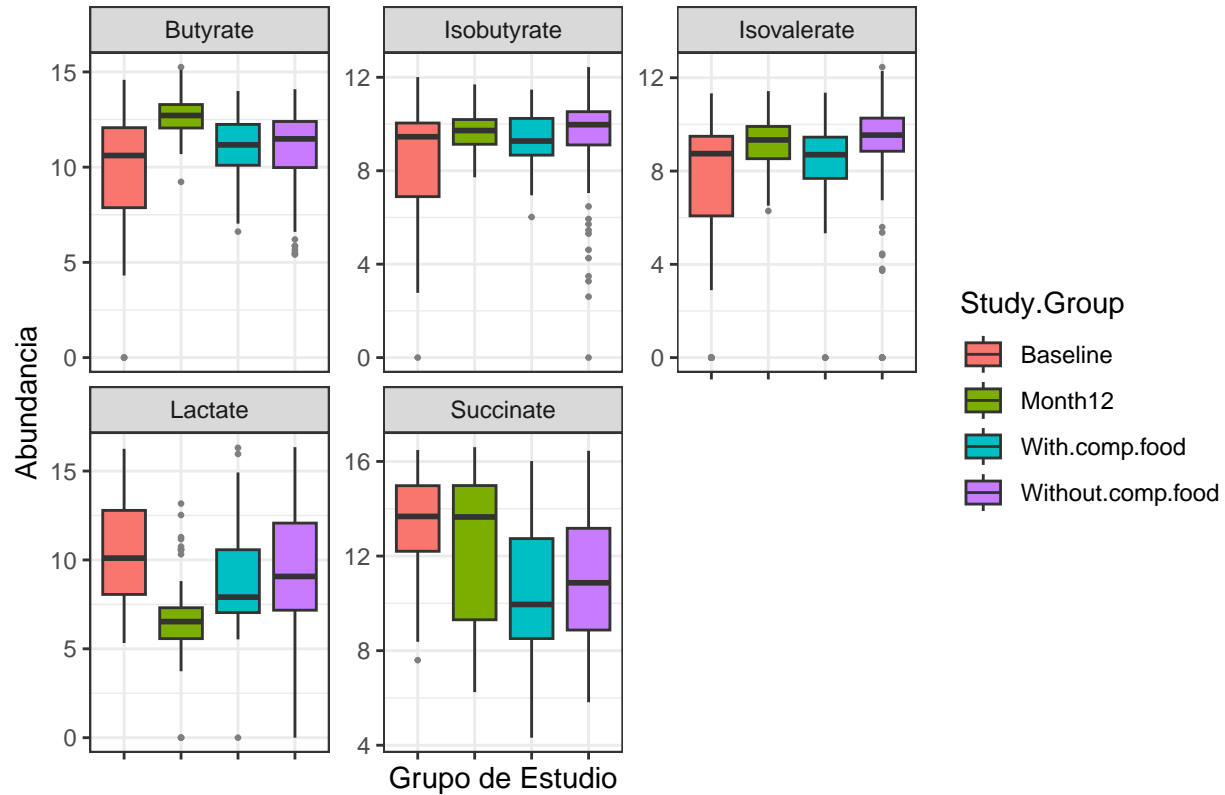 Butyrate
Isobutyrate
Isovalerate
15
10
5
0
12
8
4
0
12
8
4
0
Lactate
Succinate
15
10
5
0
16
12
8
4
Abundancia
Grupo de Estudio
Study.Group
Baseline
Month12
With.comp.food
Without.comp.food